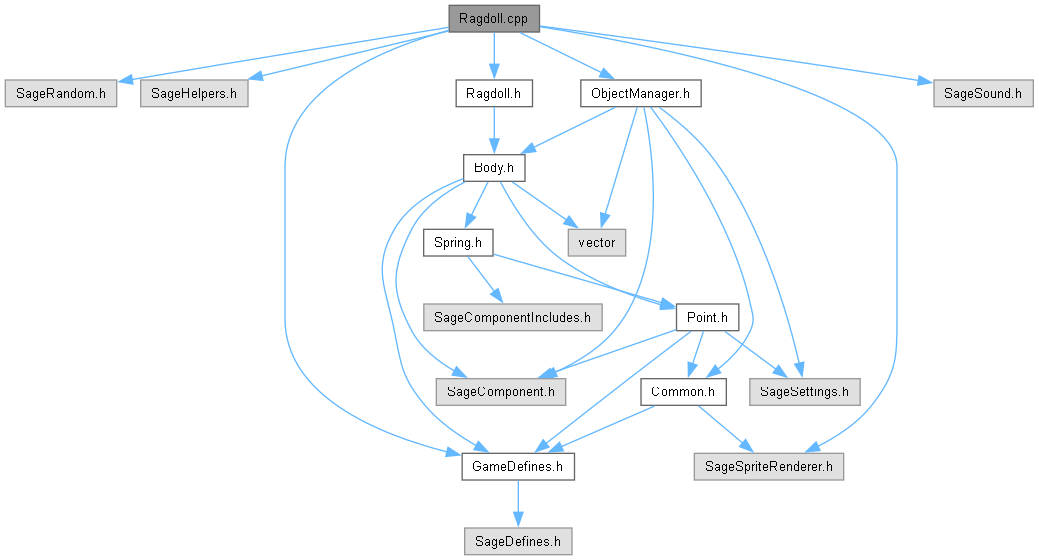 Ragdoll.cpp
SageRandom.h
SageHelpers.h
Ragdoll.h
ObjectManager.h
SageSound.h
Body.h
Spring.h
vector
SageComponentIncludes.h
Point.h
SageComponent.h
Common.h
SageSettings.h
GameDefines.h
SageSpriteRenderer.h
SageDefines.h